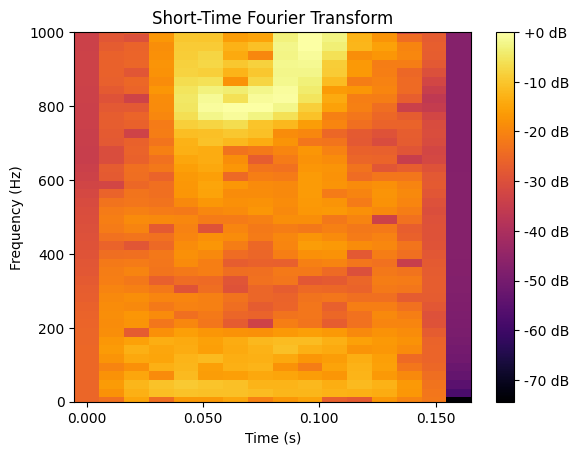 Short-Time Fourier Transform
1000
800
600
400
200
0
Frequency (Hz)
0.000
0.050
0.100
0.150
Time (s)
+0 dB
-10 dB
-20 dB
-30 dB
-40 dB
-50 dB
-60 dB
-70 dB